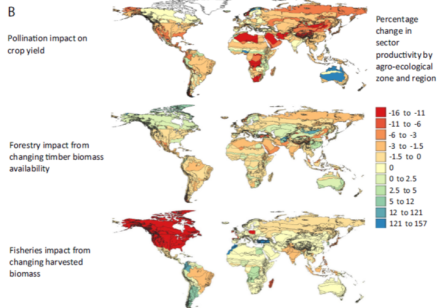 B
Pollination impact on
crop yield
Percentage
change in
sector
productivity by
agro-ecological
zone and region
Forestry impact from
changing timber biomass
availability
-16 to -11
-11 to -6
-6 to -3
-3 to -1.5
-1.5 to 0
0
0 to 2.5
2.5 to 5
5 to 12
12 to 121
121 to 157
Fisheries impact from
changing harvested
biomass